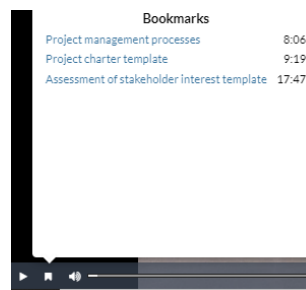 Bookmarks
Project management processes 8:06
Project charter template 9:19
Assessment of stakeholder interest template 17:47